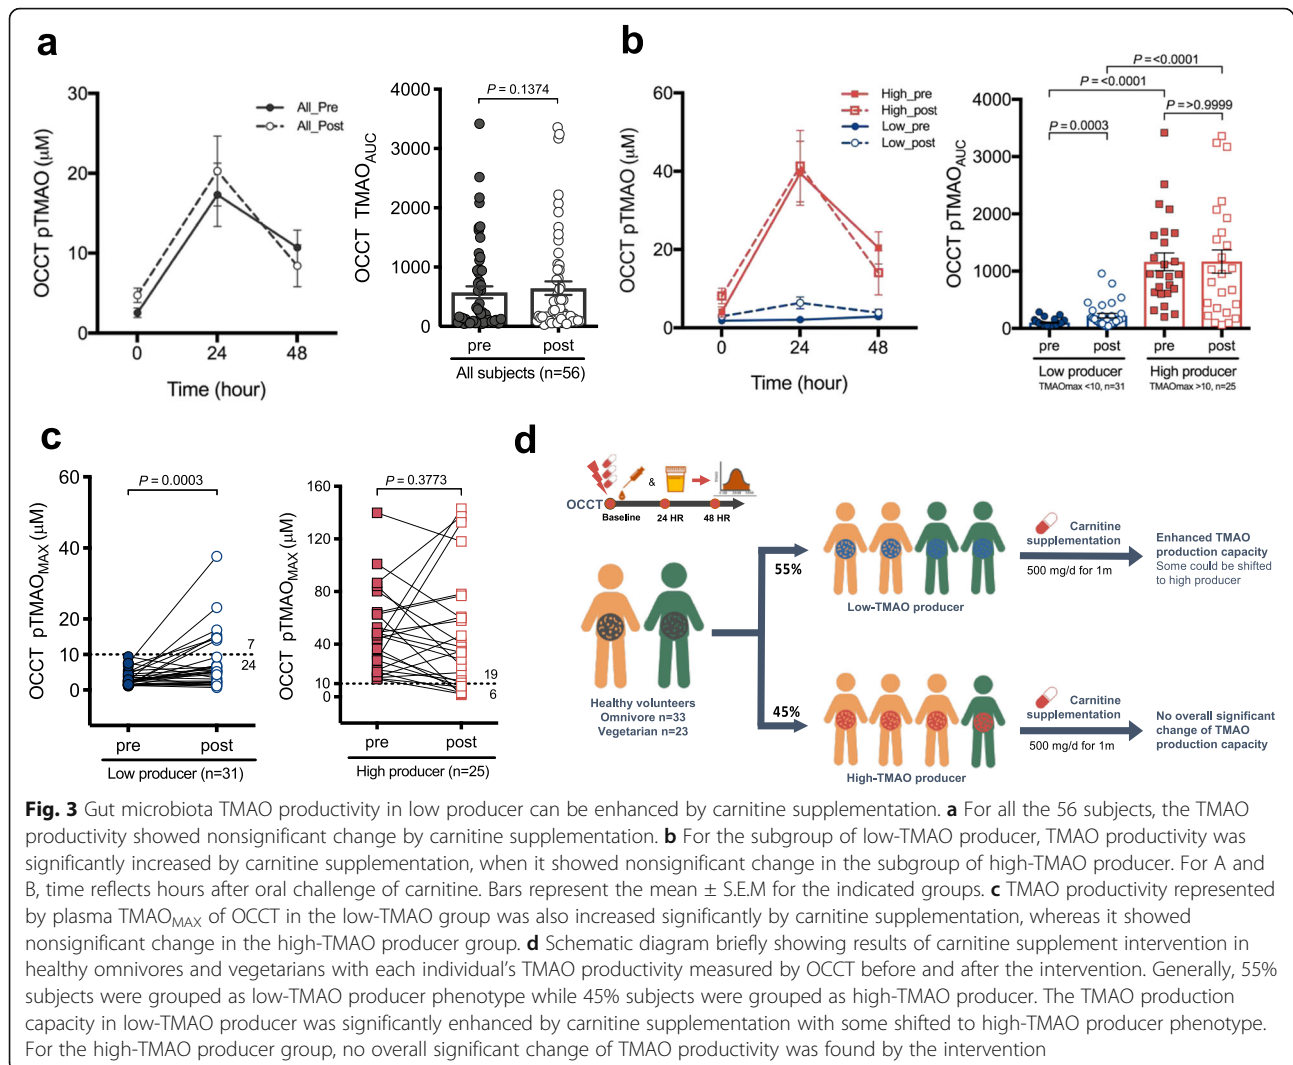 a
OCCT pTMAO (μM)
30
20
10
0
0 24 48
Time (hour)
All_Pre
All_Post
OCCT TMAOAUC
P = 0.1374
4000
3000
2000
1000
0
pre post
All subjects (n=56)
b
OCCT pTMAO (μM)
60
40
20
0
0 24 48
Time (hour)
High_pre
High_post
Low_pre
Low_post
OCCT pTMAOAUC
P =<0.0001
P =<0.0001
P =>0.9999
P = 0.0003
4000
3000
2000
1000
0
pre post pre post
Low producer High producer
TMAOmax <10, n=31 TMAOmax >10, n=25
c
OCCT pTMAOMAX (μM)
P = 0.0003
60
40
20
10
0
7
24
pre post
Low producer (n=31)
OCCT pTMAOMAX (μM)
P = 0.3773
160
120
80
40
10
0
19
6
pre post
High producer (n=25)
d
&
OCCT
Baseline 24 HR 48 HR
Healthy volunteers
Omnivore n=33
Vegetarian n=23
55%
Low-TMAO producer
Carnitine
supplementation
500 mg/d for 1m
Enhanced TMAO
production capacity
Some could be shifted
to high producer
45%
High-TMAO producer
Carnitine
supplementation
500 mg/d for 1m
No overall significant
change of TMAO
production capacity
Fig. 3 Gut microbiota TMAO productivity in low producer can be enhanced by carnitine supplementation. a For all the 56 subjects, the TMAO
productivity showed nonsignificant change by carnitine supplementation. b For the subgroup of low-TMAO producer, TMAO productivity was
significantly increased by carnitine supplementation, when it showed nonsignificant change in the subgroup of high-TMAO producer. For A and
B, time reflects hours after oral challenge of carnitine. Bars represent the mean ± S.E.M for the indicated groups. c TMAO productivity represented
by plasma TMAOMAX of OCCT in the low-TMAO group was also increased significantly by carnitine supplementation, whereas it showed
nonsignificant change in the high-TMAO producer group. d Schematic diagram briefly showing results of carnitine supplement intervention in
healthy omnivores and vegetarians with each individual's TMAO productivity measured by OCCT before and after the intervention. Generally, 55%
subjects were grouped as low-TMAO producer phenotype while 45% subjects were grouped as high-TMAO producer. The TMAO production
capacity in low-TMAO producer was significantly enhanced by carnitine supplementation with some shifted to high-TMAO producer phenotype.
For the high-TMAO producer group, no overall significant change of TMAO productivity was found by the intervention